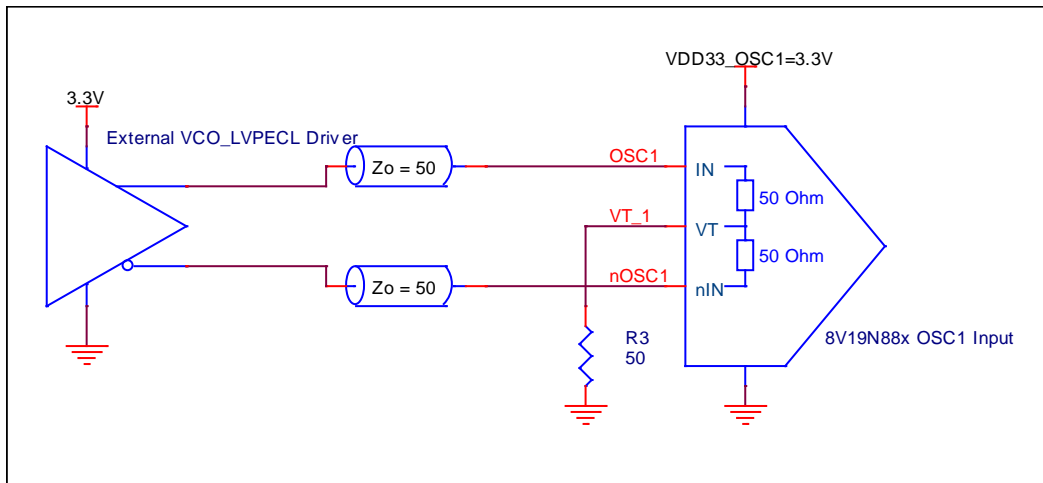 VDD33_OSC1=3.3V
3.3V
External VCO_LVPECL Driver
Zo = 50
OSC1
IN
50 Ohm
VT_1
VT
50 Ohm
Zo = 50
nOSC1
nIN
R3
50
8V19N88x OSC1 Input